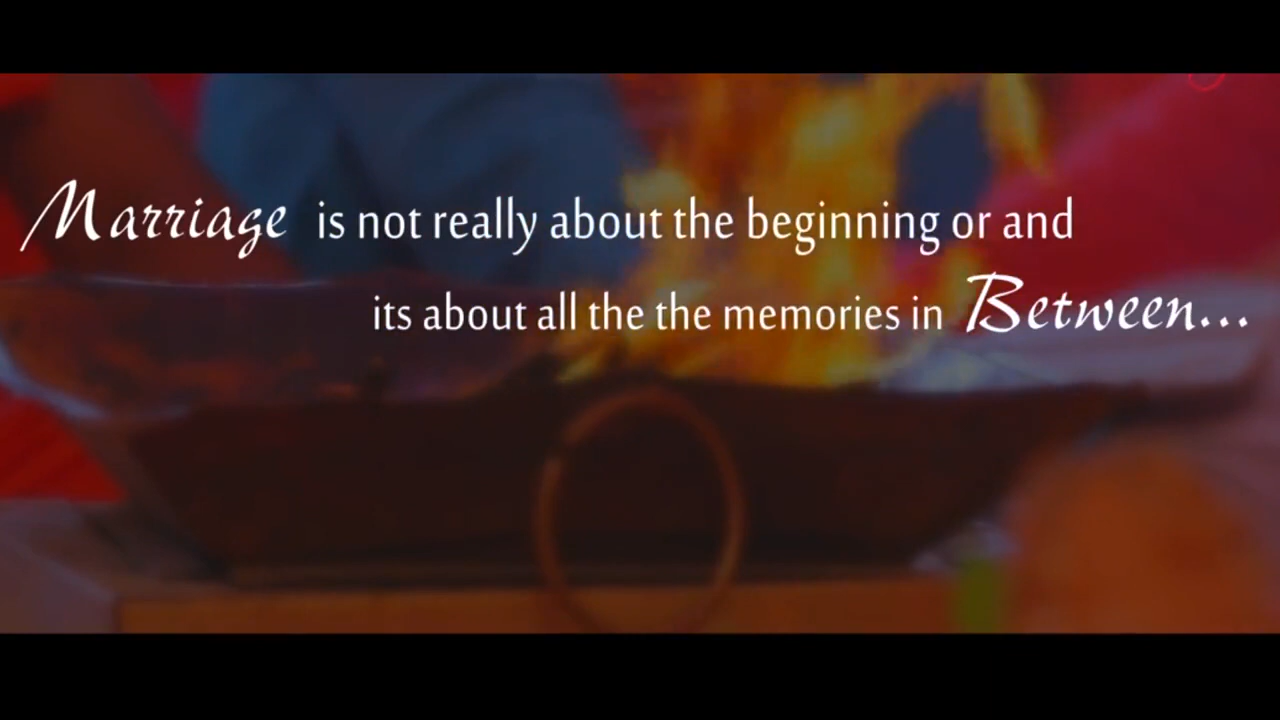 Marriage is not really about the beginning or and
its about all the the memories in Between...